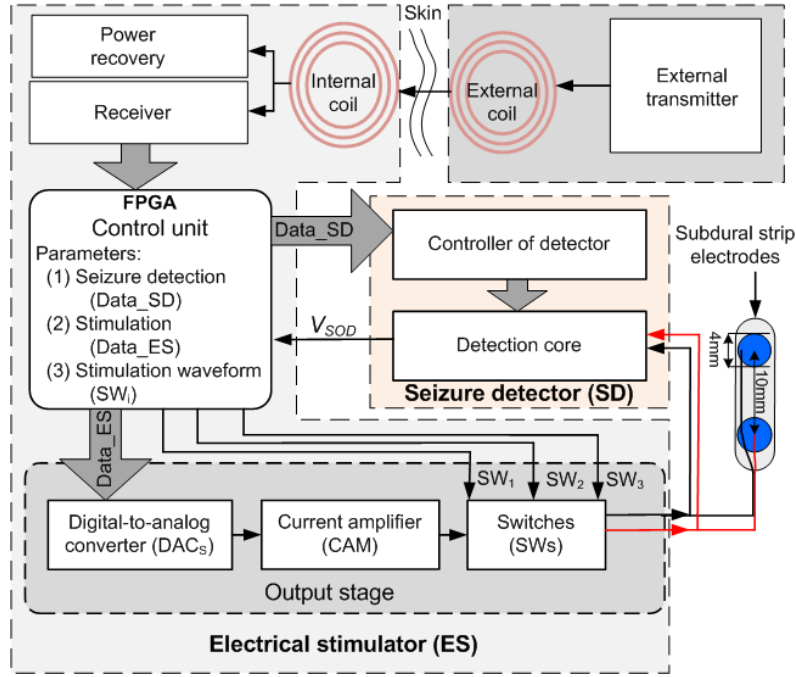 Power
recovery
Receiver
Internal
coil
Skin
External
coil
External
transmitter
FPGA
Control unit
Parameters:
(1) Seizure detection
(Data_SD)
(2) Stimulation
(Data_ES)
(3) Stimulation waveform
(SWi)
Data_SD
Controller of detector
Detection core
Seizure detector (SD)
VSOD
Subdural strip
electrodes
4mm
10mm
Data_ES
SW1
SW2
SW3
Digital-to-analog
converter (DACS)
Current amplifier
(CAM)
Switches
(SWs)
Output stage
Electrical stimulator (ES)